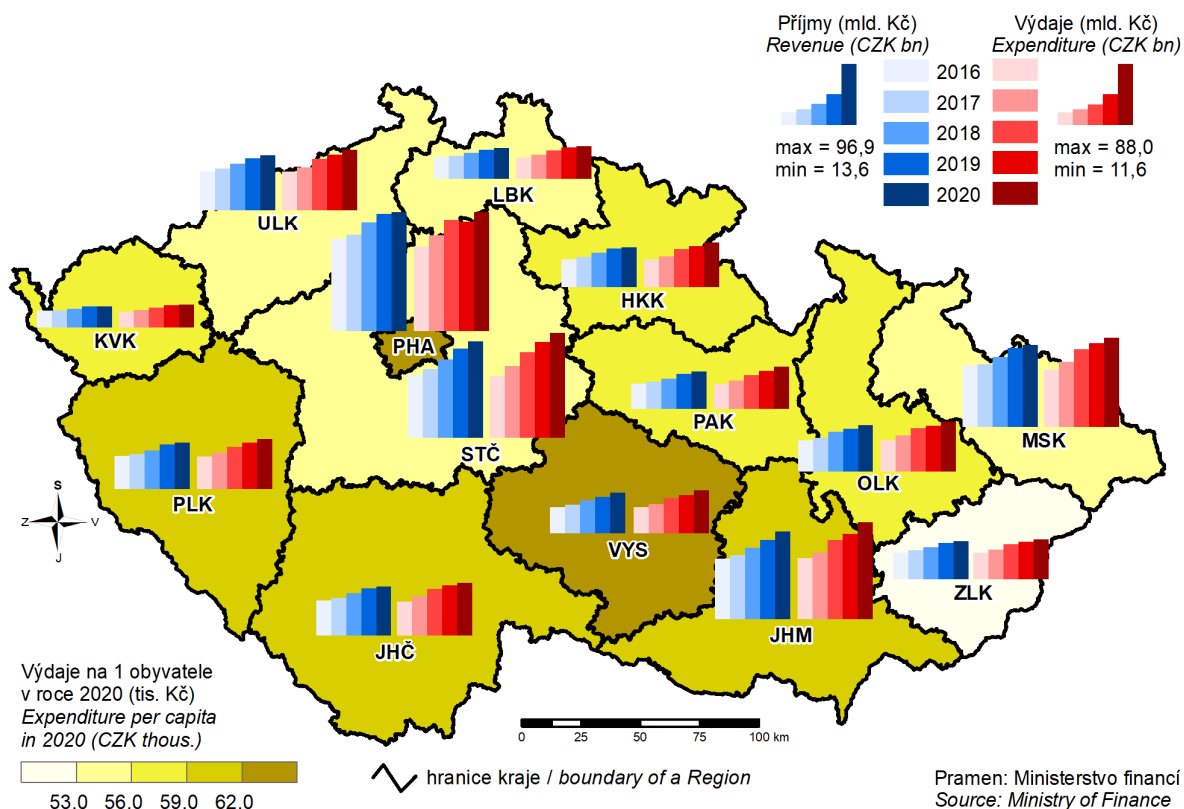 Příjmy (mld. Kč)
Revenue (CZK bn)
Výdaje (mld. Kč)
Expenditure (CZK bn)
2016
2017
2018
2019
2020
max = 96,9
min = 13,6
max = 88,0
min = 11,6
ULK
LBK
KVK
PHA
HKK
STČ
PAK
MSK
PLK
OLK
VYS
JHČ
JHM
ZLK
S
Z
V
J
Výdaje na 1 obyvatele
v roce 2020 (tis. Kč)
Expenditure per capita
in 2020 (CZK thous.)
53.0 56.0 59.0 62.0
0 25 50 75 100 km
hranice kraje / boundary of a Region
Pramen: Ministerstvo financí
Source: Ministry of Finance